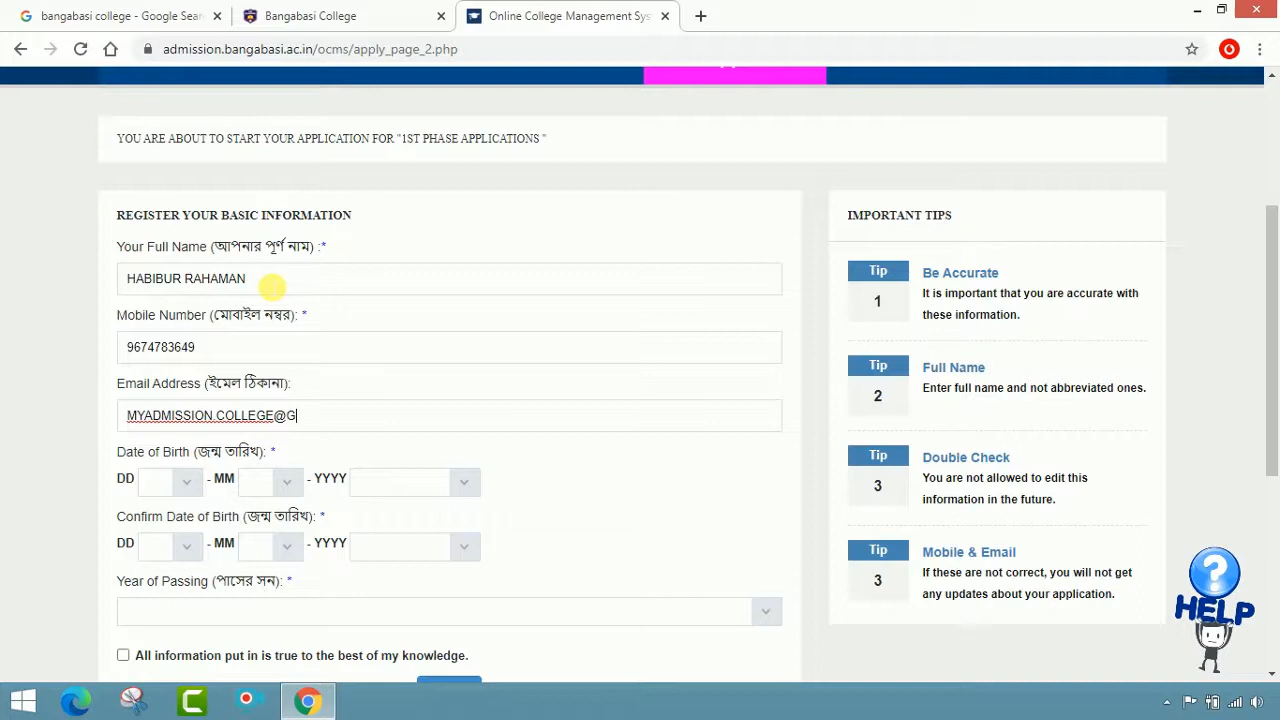 bangabasi college - Google Sea
Bangabasi College
Online College Management Sys
admission.bangabasi.ac.in/ocms/apply_page_2.php
YOU ARE ABOUT TO START YOUR APPLICATION FOR "1ST PHASE APPLICATIONS "
REGISTER YOUR BASIC INFORMATION
Your Full Name (আপনার পূর্ণ নাম) :*
HABIBUR RAHAMAN
Mobile Number (মোবাইল নম্বর): *
9674783649
Email Address (ইমেল ঠিকানা):
MYADMISSION.COLLEGE@G
Date of Birth (জন্ম তারিখ): *
DD - MM - YYYY
Confirm Date of Birth (জন্ম তারিখ): *
DD - MM - YYYY
Year of Passing (পাসের সন): *
All information put in is true to the best of my knowledge.
IMPORTANT TIPS
Tip
1
Be Accurate
It is important that you are accurate with
these information.
Tip
2
Full Name
Enter full name and not abbreviated ones.
Tip
3
Double Check
You are not allowed to edit this
information in the future.
Tip
3
Mobile & Email
If these are not correct, you will not get
any updates about your application.
?
HELP